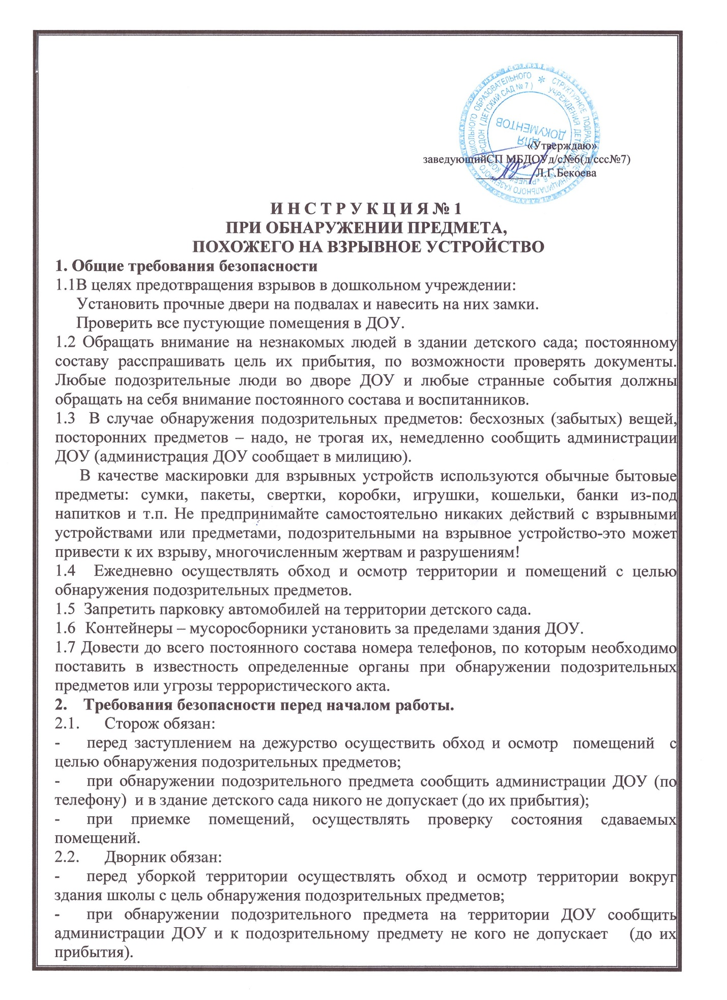 СТРУКТУРНОЕ ПОДРАЗДЕЛЕНИЕ МУНИЦИПАЛЬНОГО КАЗЕННОГО ДОШКОЛЬНОГО ОБРАЗОВАТЕЛЬНОГО
УЧРЕЖДЕНИЯ (ДЕТСКИЙ САД №7)
ДЛЯ
ДОКУМЕНТОВ
«Утверждаю»
заведующийСП МБДОУд/с№6(д/ссс№7)
Л.Г.Бекоева
И Н С Т Р У К Ц И Я № 1
ПРИ ОБНАРУЖЕНИИ ПРЕДМЕТА,
ПОХОЖЕГО НА ВЗРЫВНОЕ УСТРОЙСТВО
1. Общие требования безопасности
1.1В целях предотвращения взрывов в дошкольном учреждении:
Установить прочные двери на подвалах и навесить на них замки.
Проверить все пустующие помещения в ДОУ.
1.2 Обращать внимание на незнакомых людей в здании детского сада; постоянному
составу расспрашивать цель их прибытия, по возможности проверять документы.
Любые подозрительные люди во дворе ДОУ и любые странные события должны
обращать на себя внимание постоянного состава и воспитанников.
1.3 В случае обнаружения подозрительных предметов: бесхозных (забытых) вещей,
посторонних предметов – надо, не трогая их, немедленно сообщить администрации
ДОУ (администрация ДОУ сообщает в милицию).
В качестве маскировки для взрывных устройств используются обычные бытовые
предметы: сумки, пакеты, свертки, коробки, игрушки, кошельки, банки из-под
напитков и т.п. Не предпринимайте самостоятельно никаких действий с взрывными
устройствами или предметами, подозрительными на взрывное устройство-это может
привести к их взрыву, многочисленным жертвам и разрушениям!
1.4 Ежедневно осуществлять обход и осмотр территории и помещений с целью
обнаружения подозрительных предметов.
1.5 Запретить парковку автомобилей на территории детского сада.
1.6 Контейнеры – мусоросборники установить за пределами здания ДОУ.
1.7 Довести до всего постоянного состава номера телефонов, по которым необходимо
поставить в известность определенные органы при обнаружении подозрительных
предметов или угрозы террористического акта.
2. Требования безопасности перед началом работы.
2.1. Сторож обязан:
- перед заступлением на дежурство осуществить обход и осмотр помещений с
целью обнаружения подозрительных предметов;
- при обнаружении подозрительного предмета сообщить администрации ДОУ (по
телефону) и в здание детского сада никого не допускает (до их прибытия);
- при приемке помещений, осуществлять проверку состояния сдаваемых
помещений.
2.2. Дворник обязан:
- перед уборкой территории осуществлять обход и осмотр территории вокруг
здания школы с цель обнаружения подозрительных предметов;
- при обнаружении подозрительного предмета на территории ДОУ сообщить
администрации ДОУ и к подозрительному предмету не кого не допускает (до их
прибытия).